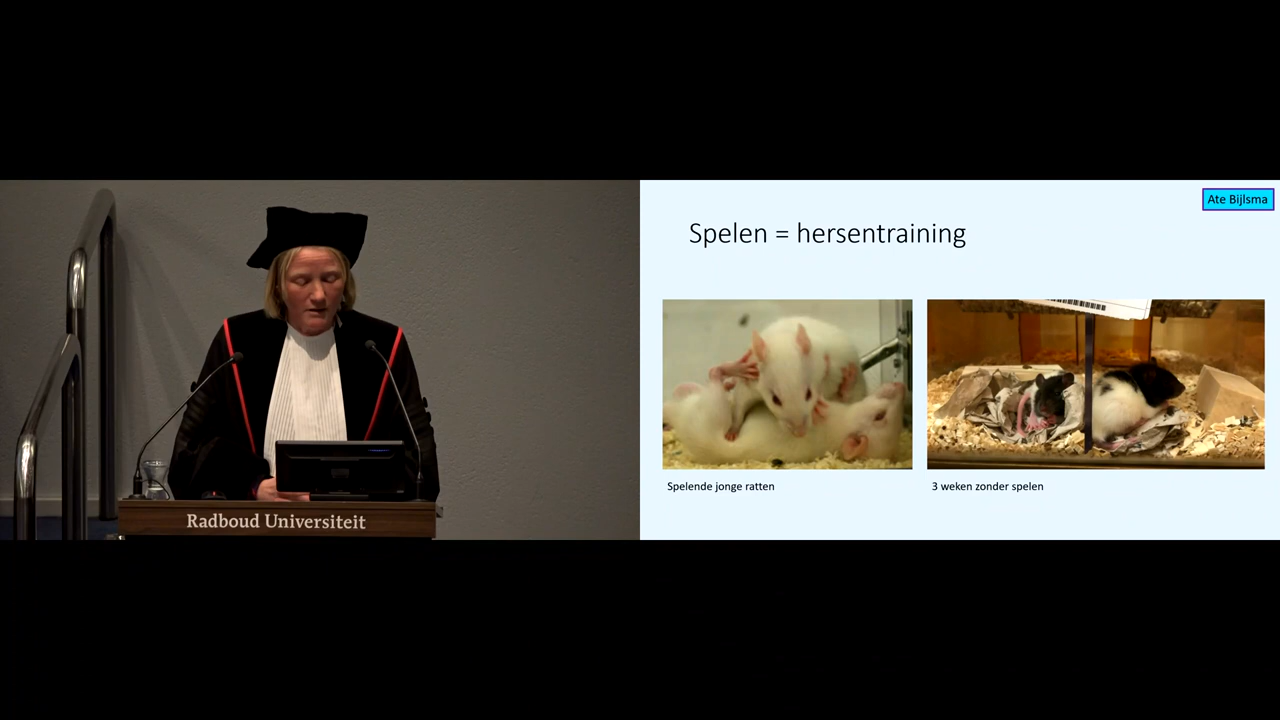 Radboud Universiteit
Ate Bijlsma
Spelen = hersentraining
Spelende jonge ratten
3 weken zonder spelen